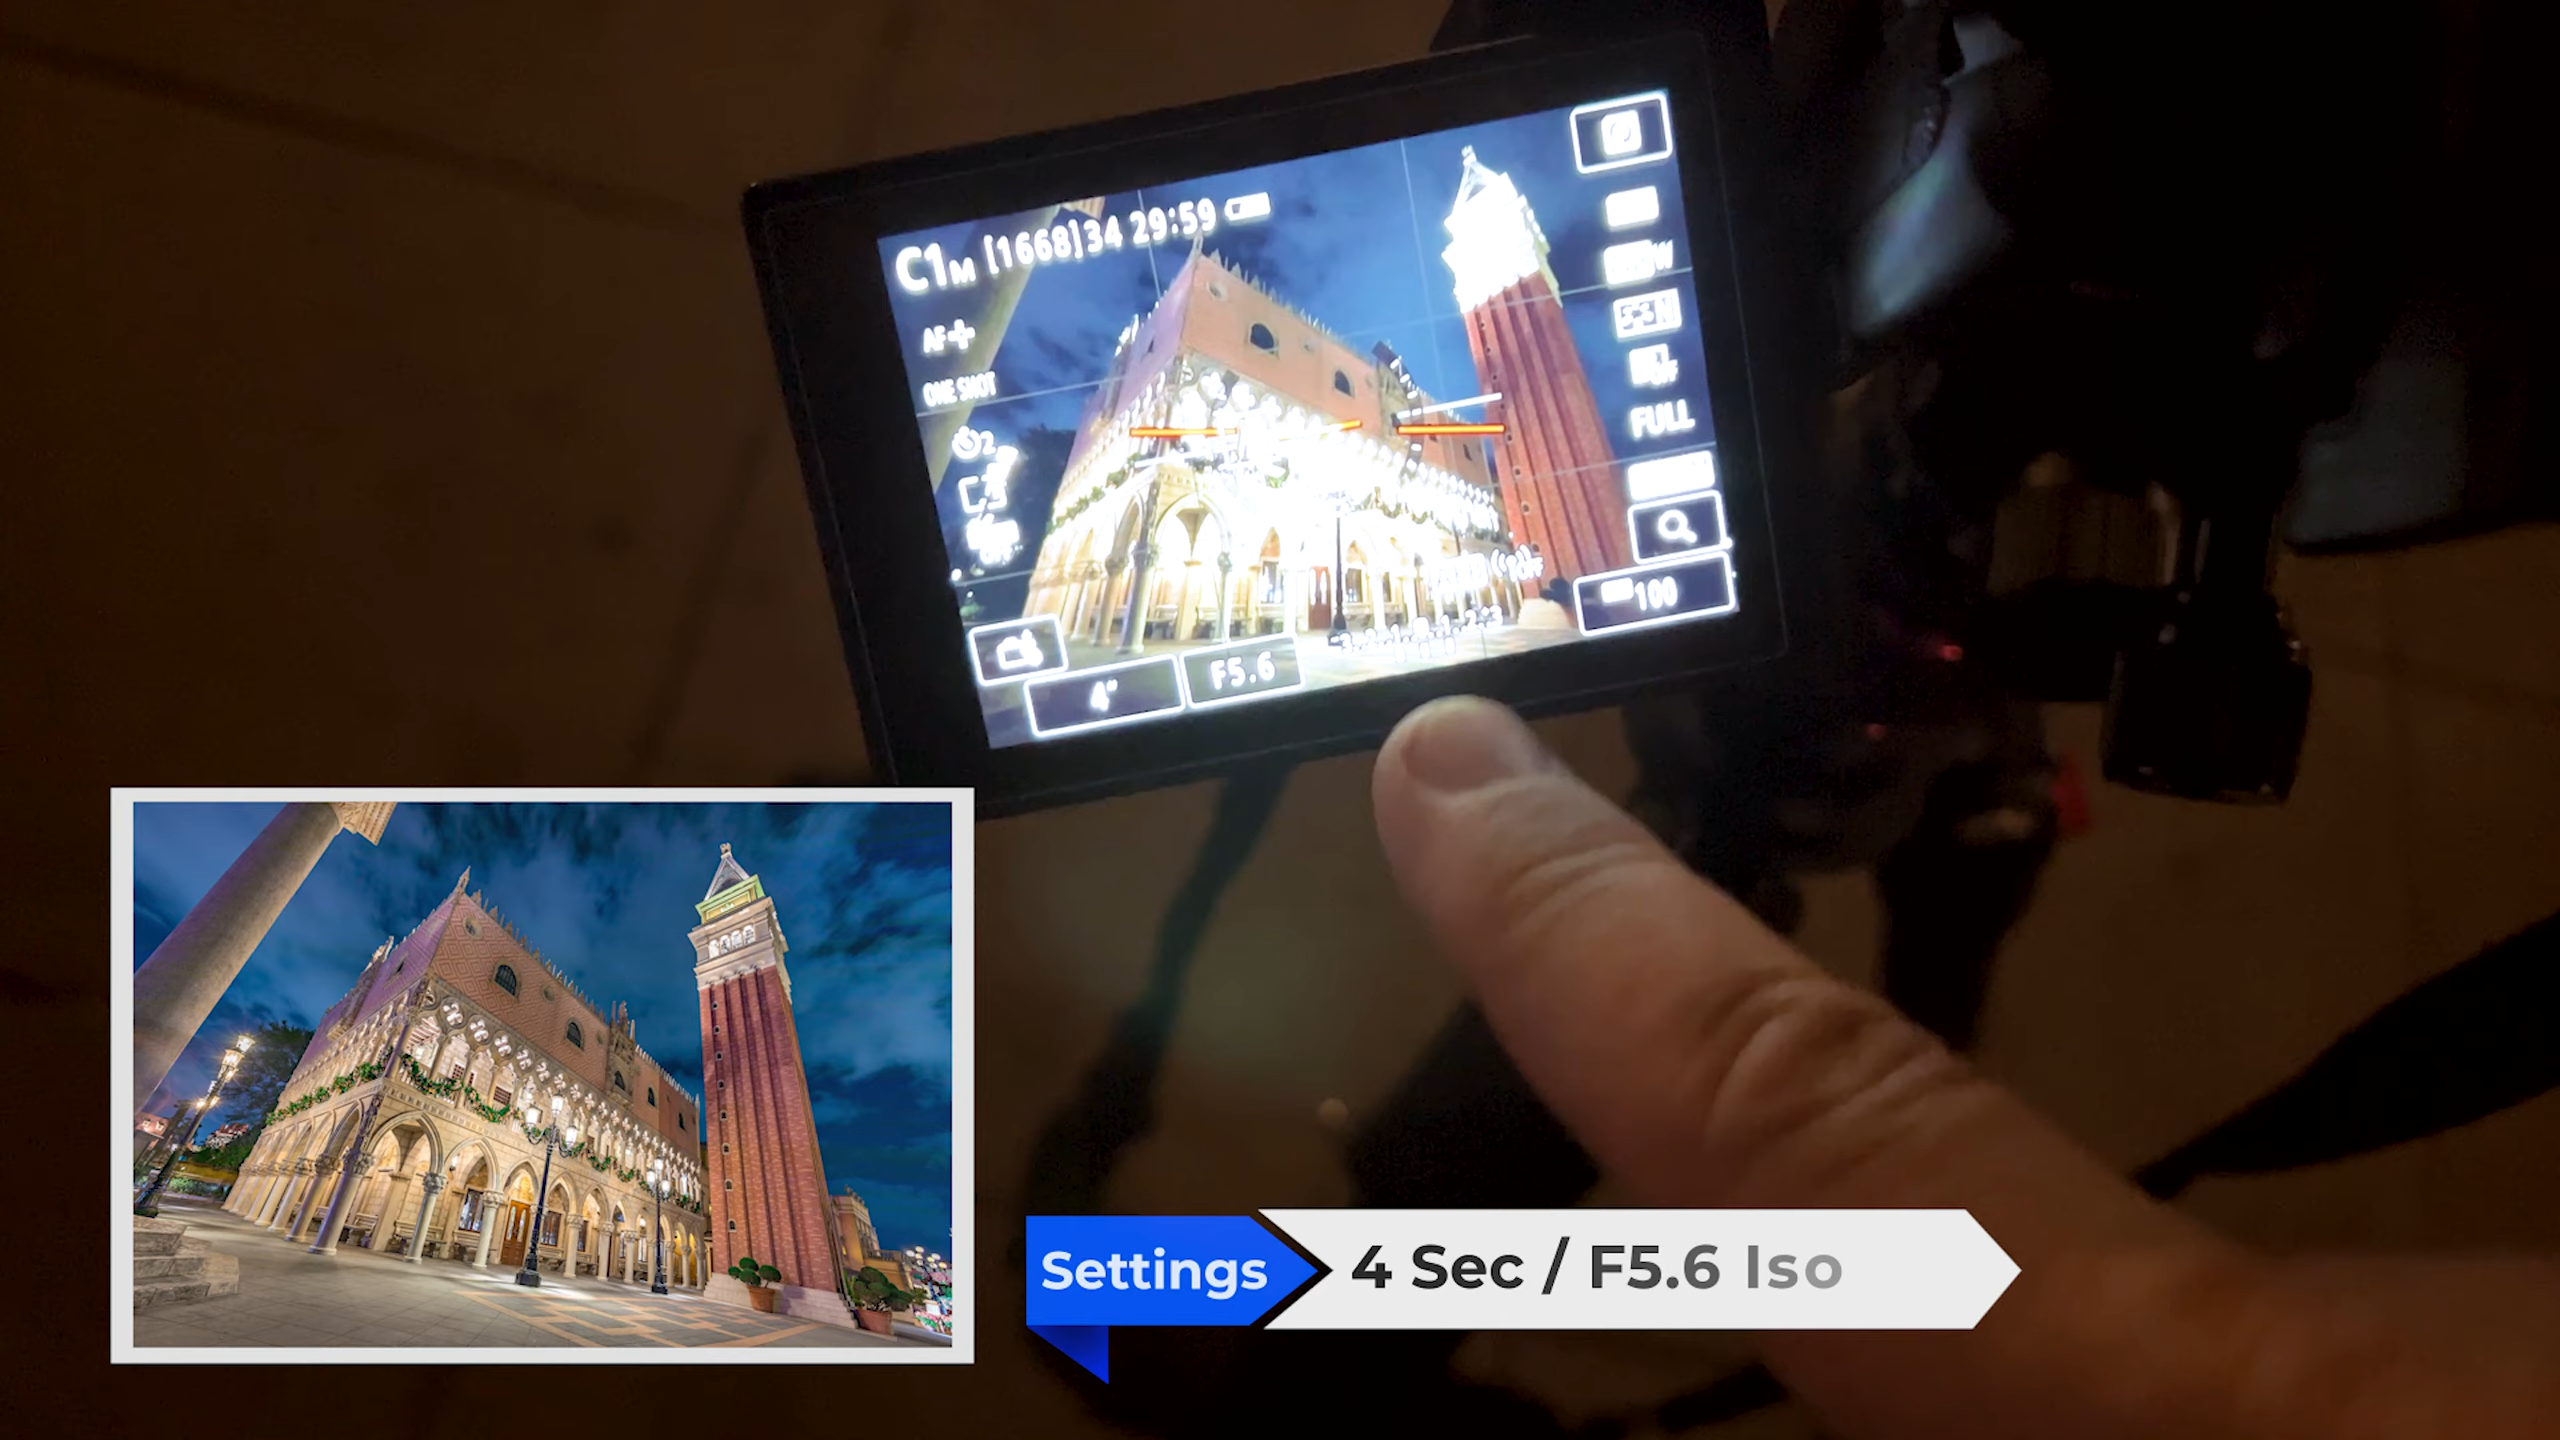 C1M [1668]34 29:59
AF
ONE SHOT
2
FULL
100
4" F5.6
Settings 4 Sec / F5.6 Iso